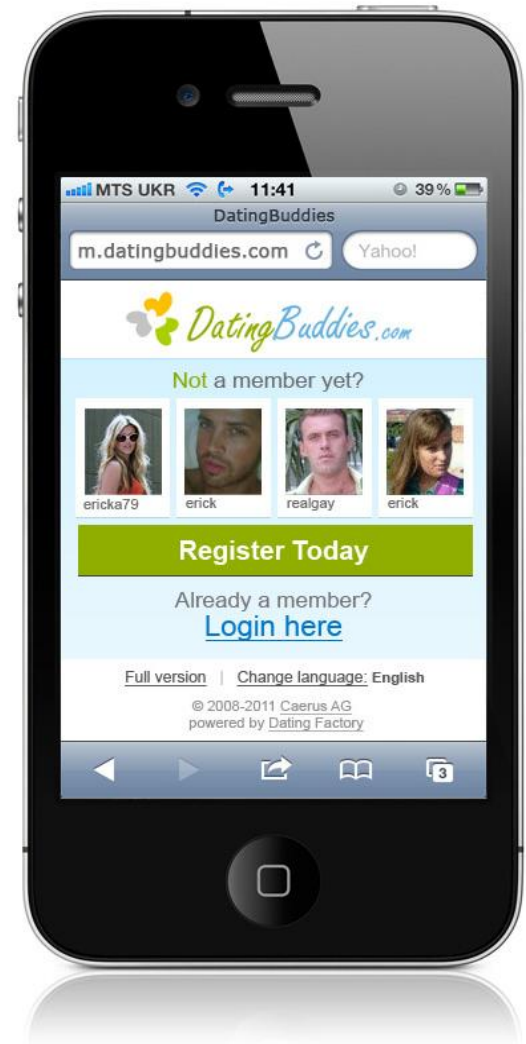 MTS UKR 11:41 39%
DatingBuddies
m.datingbuddies.com Yahoo!
DatingBuddies.com
Not a member yet?
ericka79 erick realgay erick
Register Today
Already a member?
Login here
Full version | Change language: English
© 2008-2011 Caerus AG
powered by Dating Factory
3